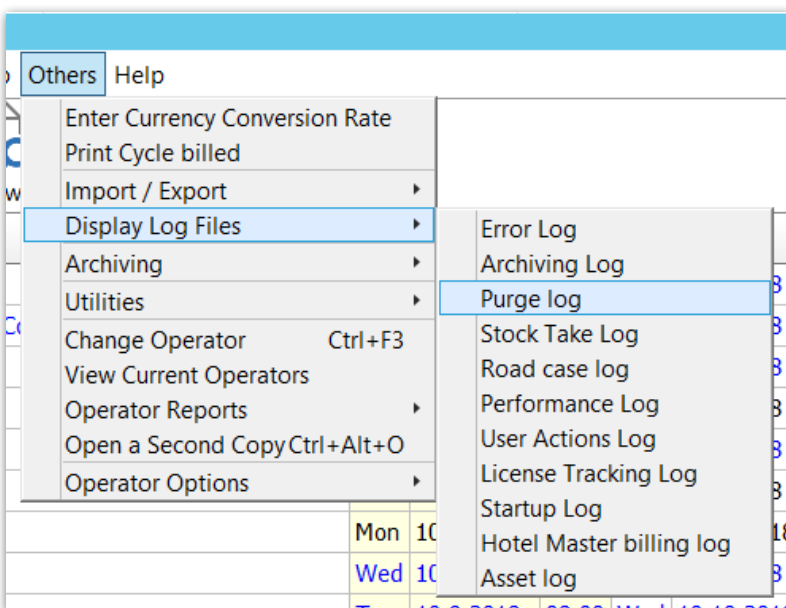 Others Help
Enter Currency Conversion Rate
Print Cycle billed
Import / Export
Display Log Files
Archiving
Utilities
Change Operator Ctrl+F3
View Current Operators
Operator Reports
Open a Second Copy Ctrl+Alt+O
Operator Options
Error Log
Archiving Log
Purge log
Stock Take Log
Road case log
Performance Log
User Actions Log
License Tracking Log
Startup Log
Hotel Master billing log
Asset log
Mon 10
Wed 10